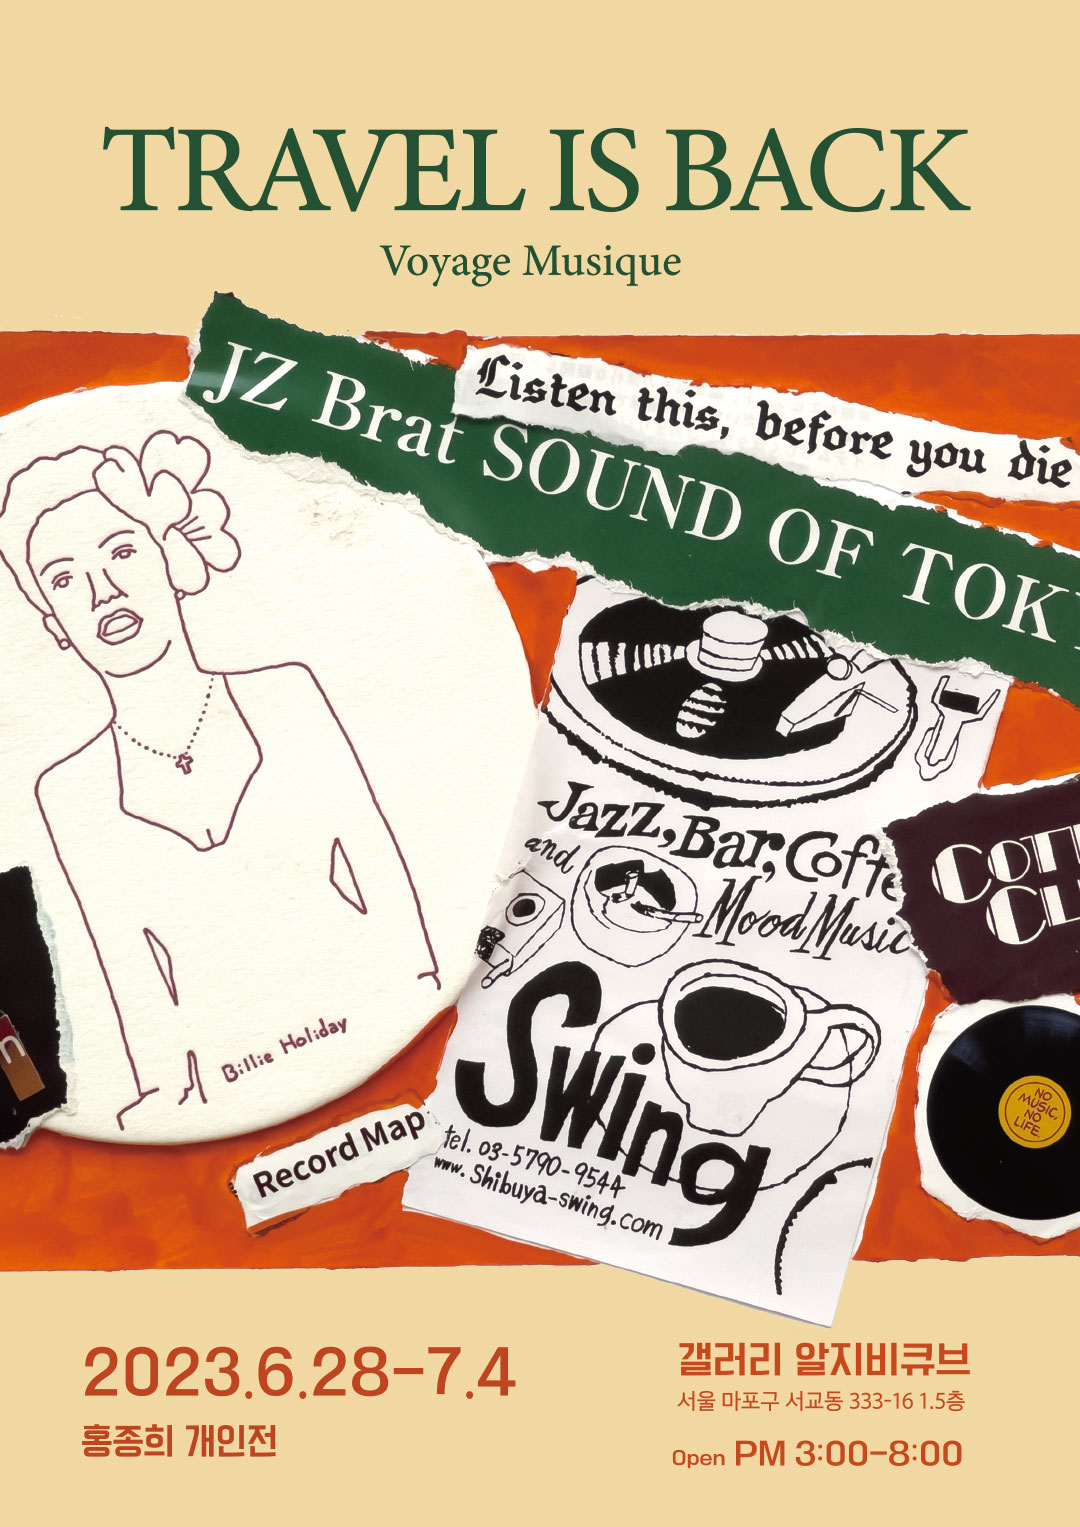 TRAVEL IS BACK
Voyage Musique
Listen this, before you die
JZ Brat SOUND OF TOK
Jazz, Bar, Coffe
and
Mood Music
Swing
tel. 03-5790-9544
www.Shibuya-swing.com
Billie Holiday
Record Map
NO
MUSIC,
NO
LIFE.
2023.6.28-7.4
홍종희 개인전
갤러리 알지비큐브
서울 마포구 서교동 333-16 1.5층
Open PM 3:00-8:00